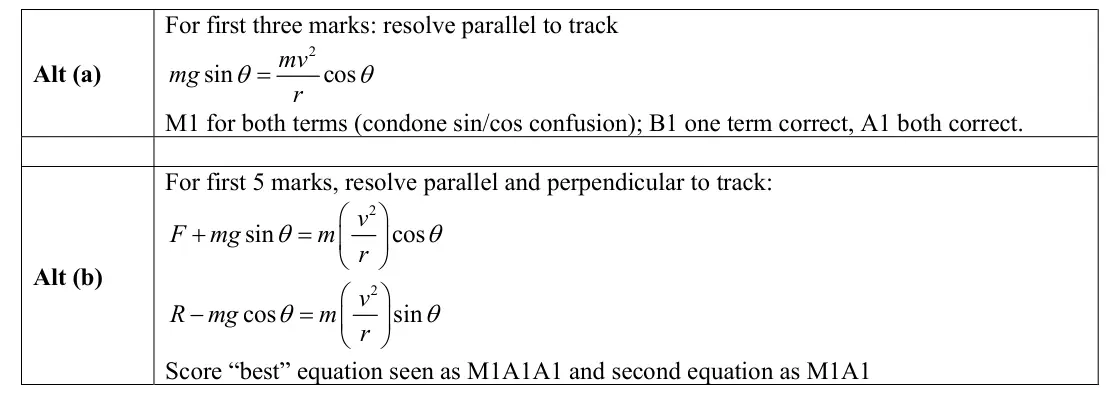 For first three marks: resolve parallel to track
Alt (a)
mg sin θ = mv²/r cos θ
M1 for both terms (condone sin/cos confusion); B1 one term correct, A1 both correct.
For first 5 marks, resolve parallel and perpendicular to track:
F + mg sin θ = m(v²/r) cos θ
Alt (b)
R − mg cos θ = m(v²/r) sin θ
Score “best” equation seen as M1A1A1 and second equation as M1A1